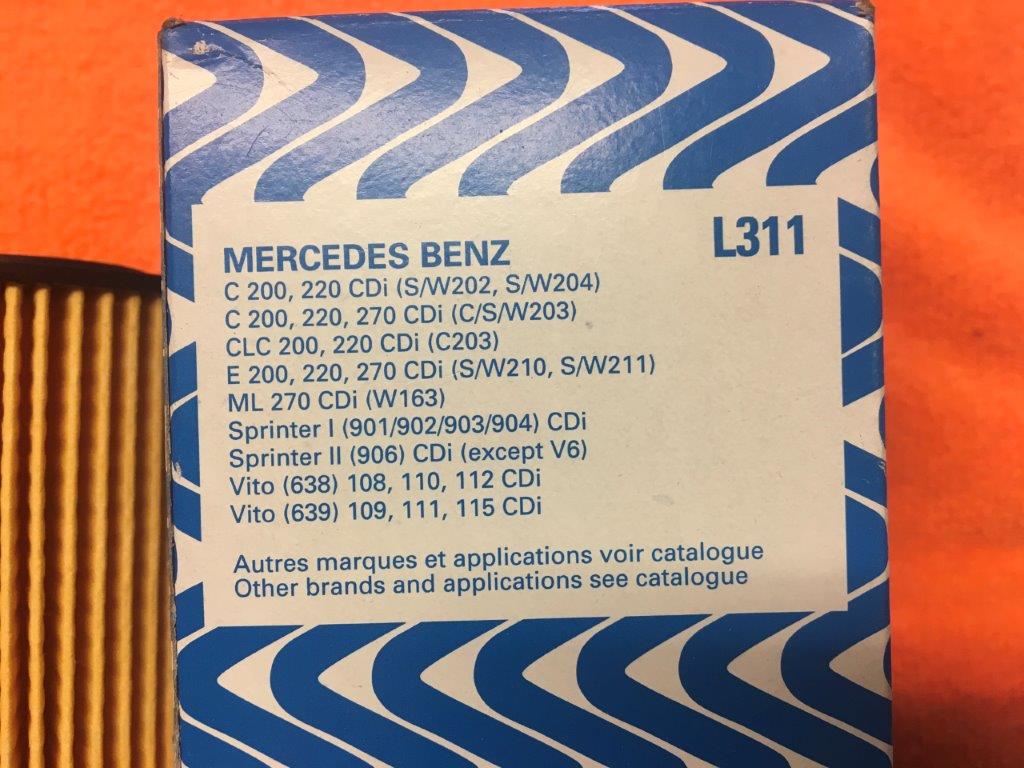 MERCEDES BENZ L311
C 200, 220 CDi (S/W202, S/W204)
C 200, 220, 270 CDi (C/S/W203)
CLC 200, 220 CDi (C203)
E 200, 220, 270 CDi (S/W210, S/W211)
ML 270 CDi (W163)
Sprinter I (901/902/903/904) CDi
Sprinter II (906) CDi (except V6)
Vito (638) 108, 110, 112 CDi
Vito (639) 109, 111, 115 CDi
Autres marques et applications voir catalogue
Other brands and applications see catalogue